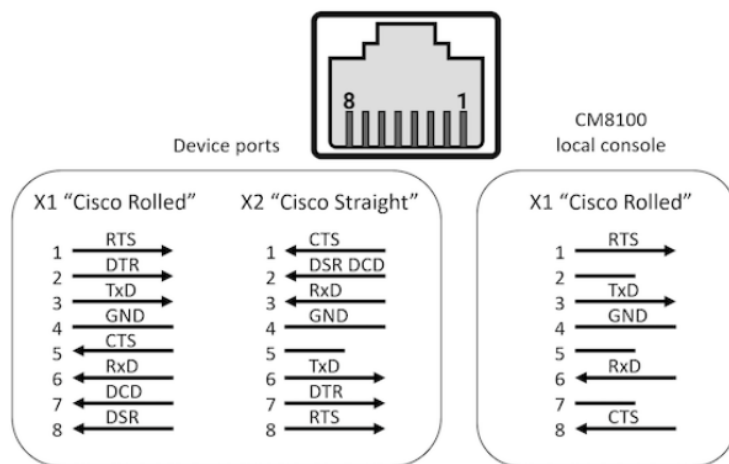 8 1
Device ports
CM8100
local console
X1 “Cisco Rolled”
1 RTS
2 DTR
3 TxD
4 GND
5 CTS
6 RxD
7 DCD
8 DSR
X2 “Cisco Straight”
1 CTS
2 DSR DCD
3 RxD
4 GND
5
6 TxD
7 DTR
8 RTS
X1 “Cisco Rolled”
1 RTS
2
3 TxD
4 GND
5
6 RxD
7
8 CTS